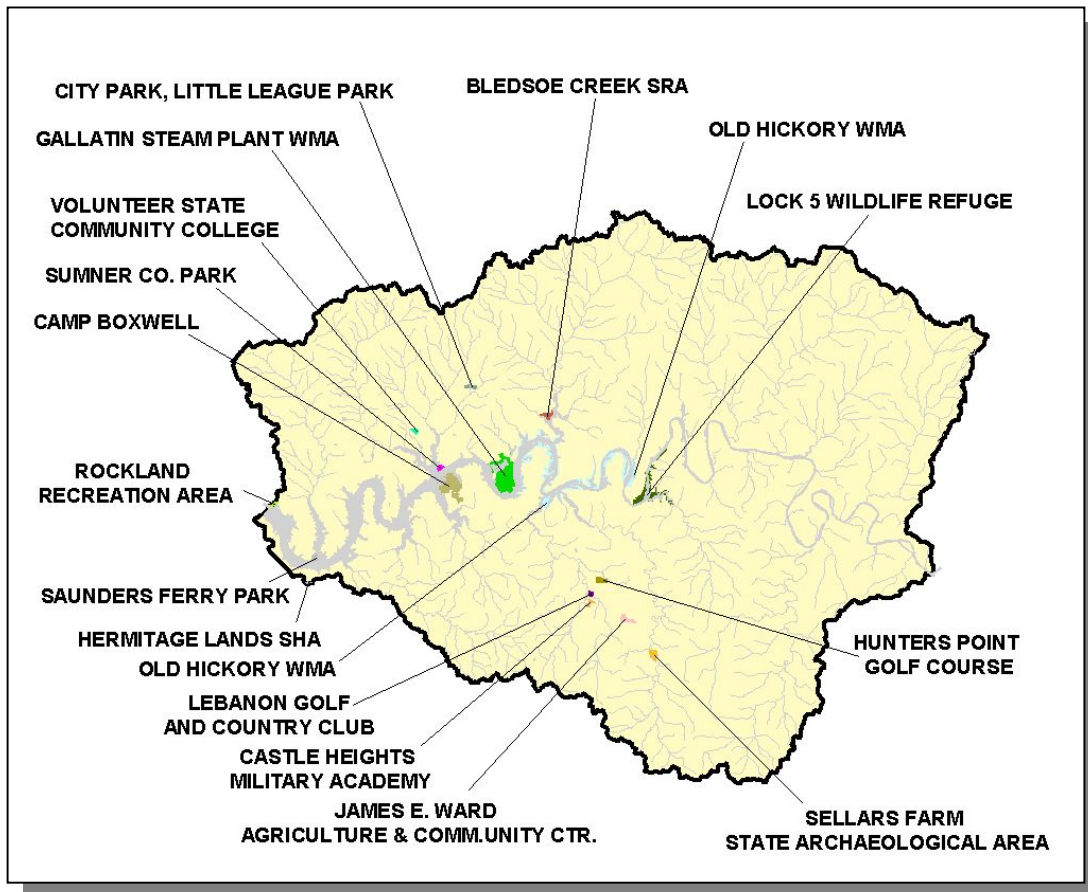 CITY PARK, LITTLE LEAGUE PARK
BLEDSOE CREEK SRA
GALLATIN STEAM PLANT WMA
OLD HICKORY WMA
VOLUNTEER STATE
COMMUNITY COLLEGE
LOCK 5 WILDLIFE REFUGE
SUMNER CO. PARK
CAMP BOXWELL
ROCKLAND
RECREATION AREA
SAUNDERS FERRY PARK
HERMITAGE LANDS SHA
OLD HICKORY WMA
HUNTERS POINT
GOLF COURSE
LEBANON GOLF
AND COUNTRY CLUB
CASTLE HEIGHTS
MILITARY ACADEMY
JAMES E. WARD
AGRICULTURE & COMM.UNITY CTR.
SELLARS FARM
STATE ARCHAEOLOGICAL AREA